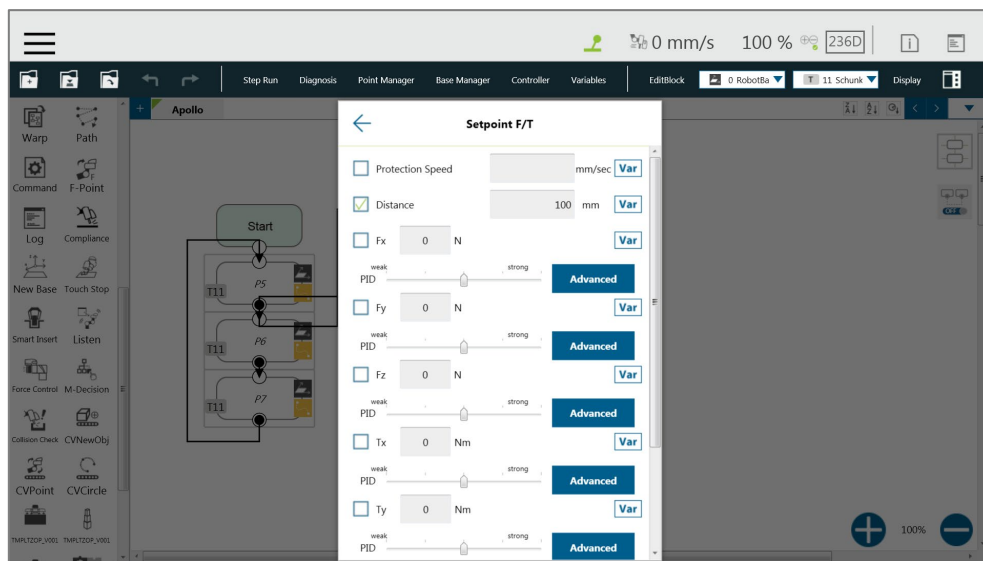 0 mm/s 100 % 236D
Step Run Diagnosis Point Manager Base Manager Controller Variables EditBlock 0 RobotBa T 11 Schunk Display
+ Apollo
Warp Path
Command F-Point
Log Compliance
New Base Touch Stop
Smart Insert Listen
Force Control M-Decision
Collision Check CVNewObj
CVPoint CVCircle
TMPLTZOP_V001 TMPLTZOP_V001
Start
P5
T11
P6
T11
P7
T11
Setpoint F/T
Protection Speed mm/sec Var
Distance 100 mm Var
Fx 0 N Var
weak strong
PID Advanced
Fy 0 N Var
weak strong
PID Advanced
Fz 0 N Var
weak strong
PID Advanced
Tx 0 Nm Var
weak strong
PID Advanced
Ty 0 Nm Var
weak strong
PID Advanced
OFF
100%